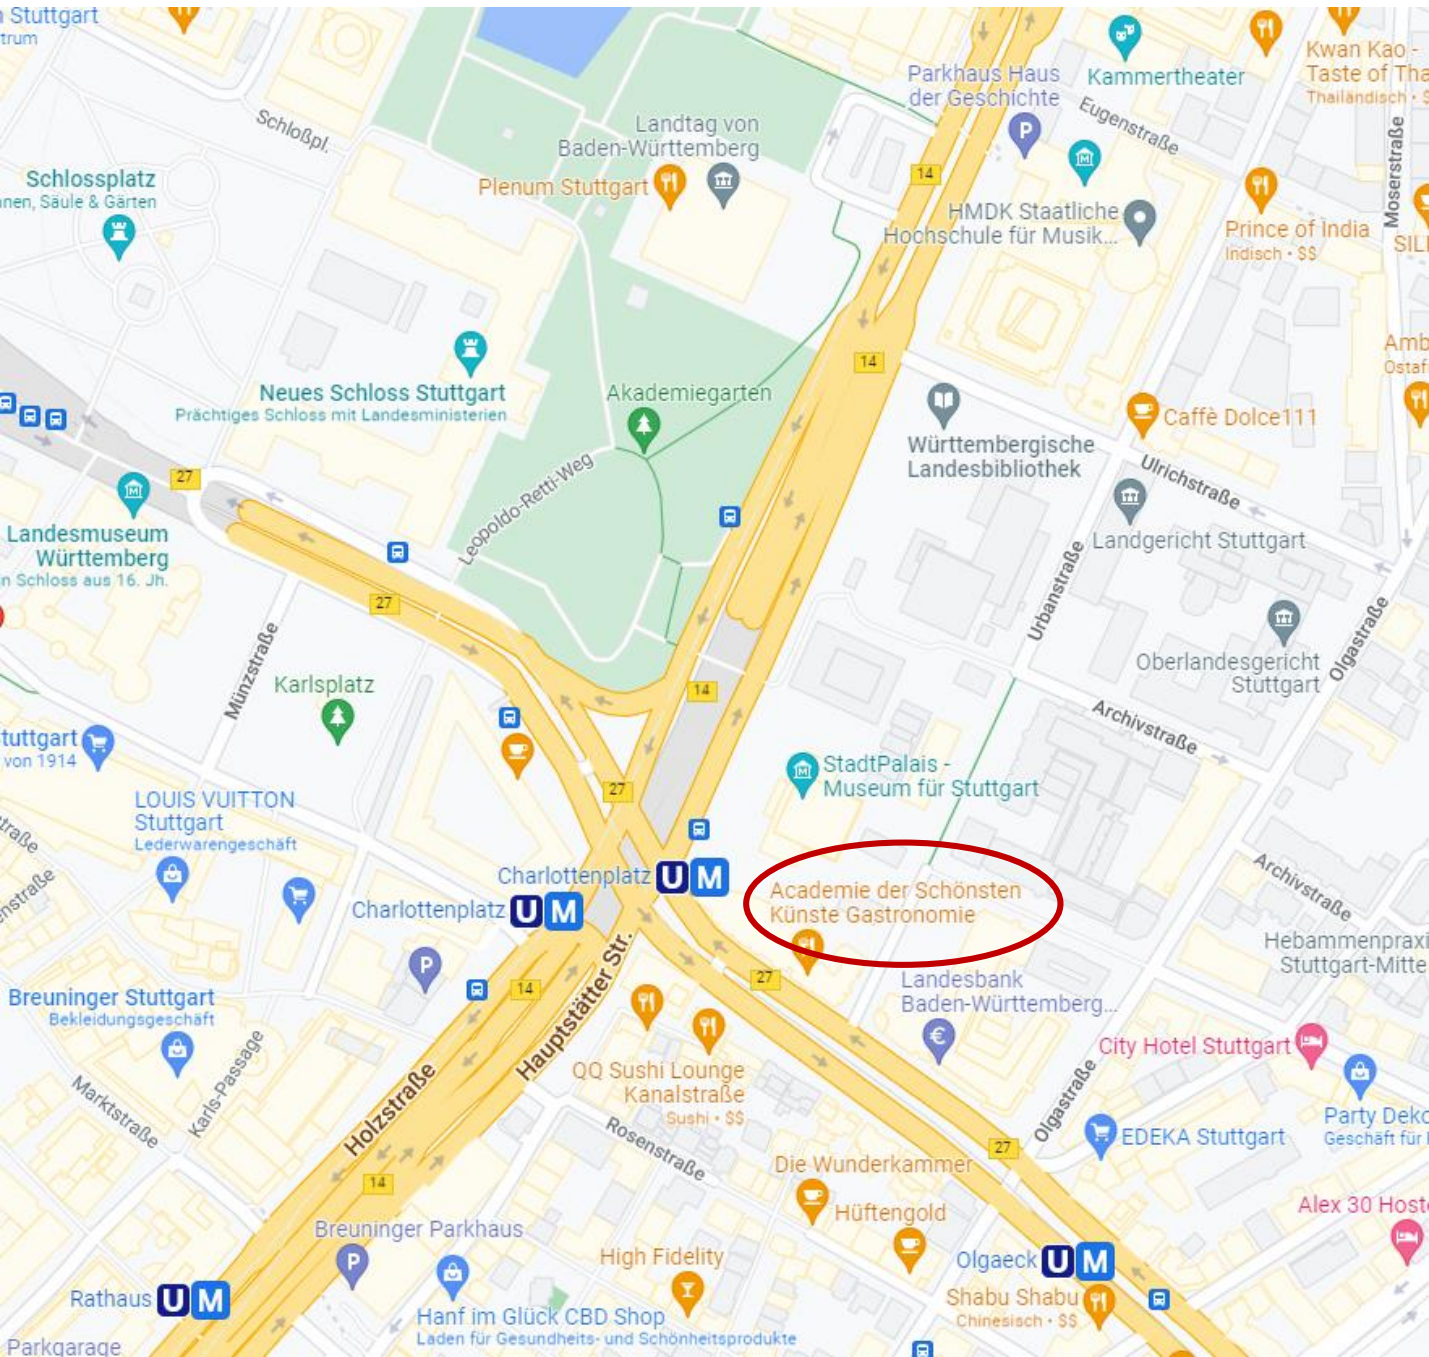 Stuttgart
trum
Schloßpl.
Parkhaus Haus
der Geschichte
Kammertheater
Kwan Kao -
Taste of Tha
Thailändisch · $
Eugenstraße
Moserstraße
Landtag von
Baden-Württemberg
Plenum Stuttgart
14
Schlossplatz
nnen, Säule & Gärten
HMDK Staatliche
Hochschule für Musik...
Prince of India
Indisch · $$
SIL
Neues Schloss Stuttgart
Prächtiges Schloss mit Landesministerien
Akademiegarten
14
Amb
Ostaf
Württembergische
Landesbibliothek
Caffè Dolce111
Ulrichstraße
27
Leopoldo-Retti-Weg
Landesmuseum
Württemberg
n Schloss aus 16. Jh.
Landgericht Stuttgart
Urbanstraße
27
Münzstraße
Oberlandesgericht
Stuttgart
Olgastraße
Karlsplatz
14
Archivstraße
tuttgart
von 1914
StadtPalais -
Museum für Stuttgart
27
LOUIS VUITTON
Stuttgart
Lederwarengeschäft
traße
enstraße
Charlottenplatz U M
Charlottenplatz U M
Academie der Schönsten
Künste Gastronomie
Archivstraße
Hebammenpraxi
Stuttgart-Mitte
P
14
Hauptstätter Str.
27
Landesbank
Baden-Württemberg...
Breuninger Stuttgart
Bekleidungsgeschäft
Karls-Passage
Marktstraße
Holzstraße
QQ Sushi Lounge
Kanalstraße
Sushi · $$
City Hotel Stuttgart
Olgastraße
Party Deko
Geschäft für
EDEKA Stuttgart
Rosenstraße
27
Die Wunderkammer
14
Hüftengold
Alex 30 Hoste
Breuninger Parkhaus
P
High Fidelity
Olgaeck U M
Rathaus U M
Shabu Shabu
Chinesisch · $$
Hanf im Glück CBD Shop
Laden für Gesundheits- und Schönheitsprodukte
Parkgarage